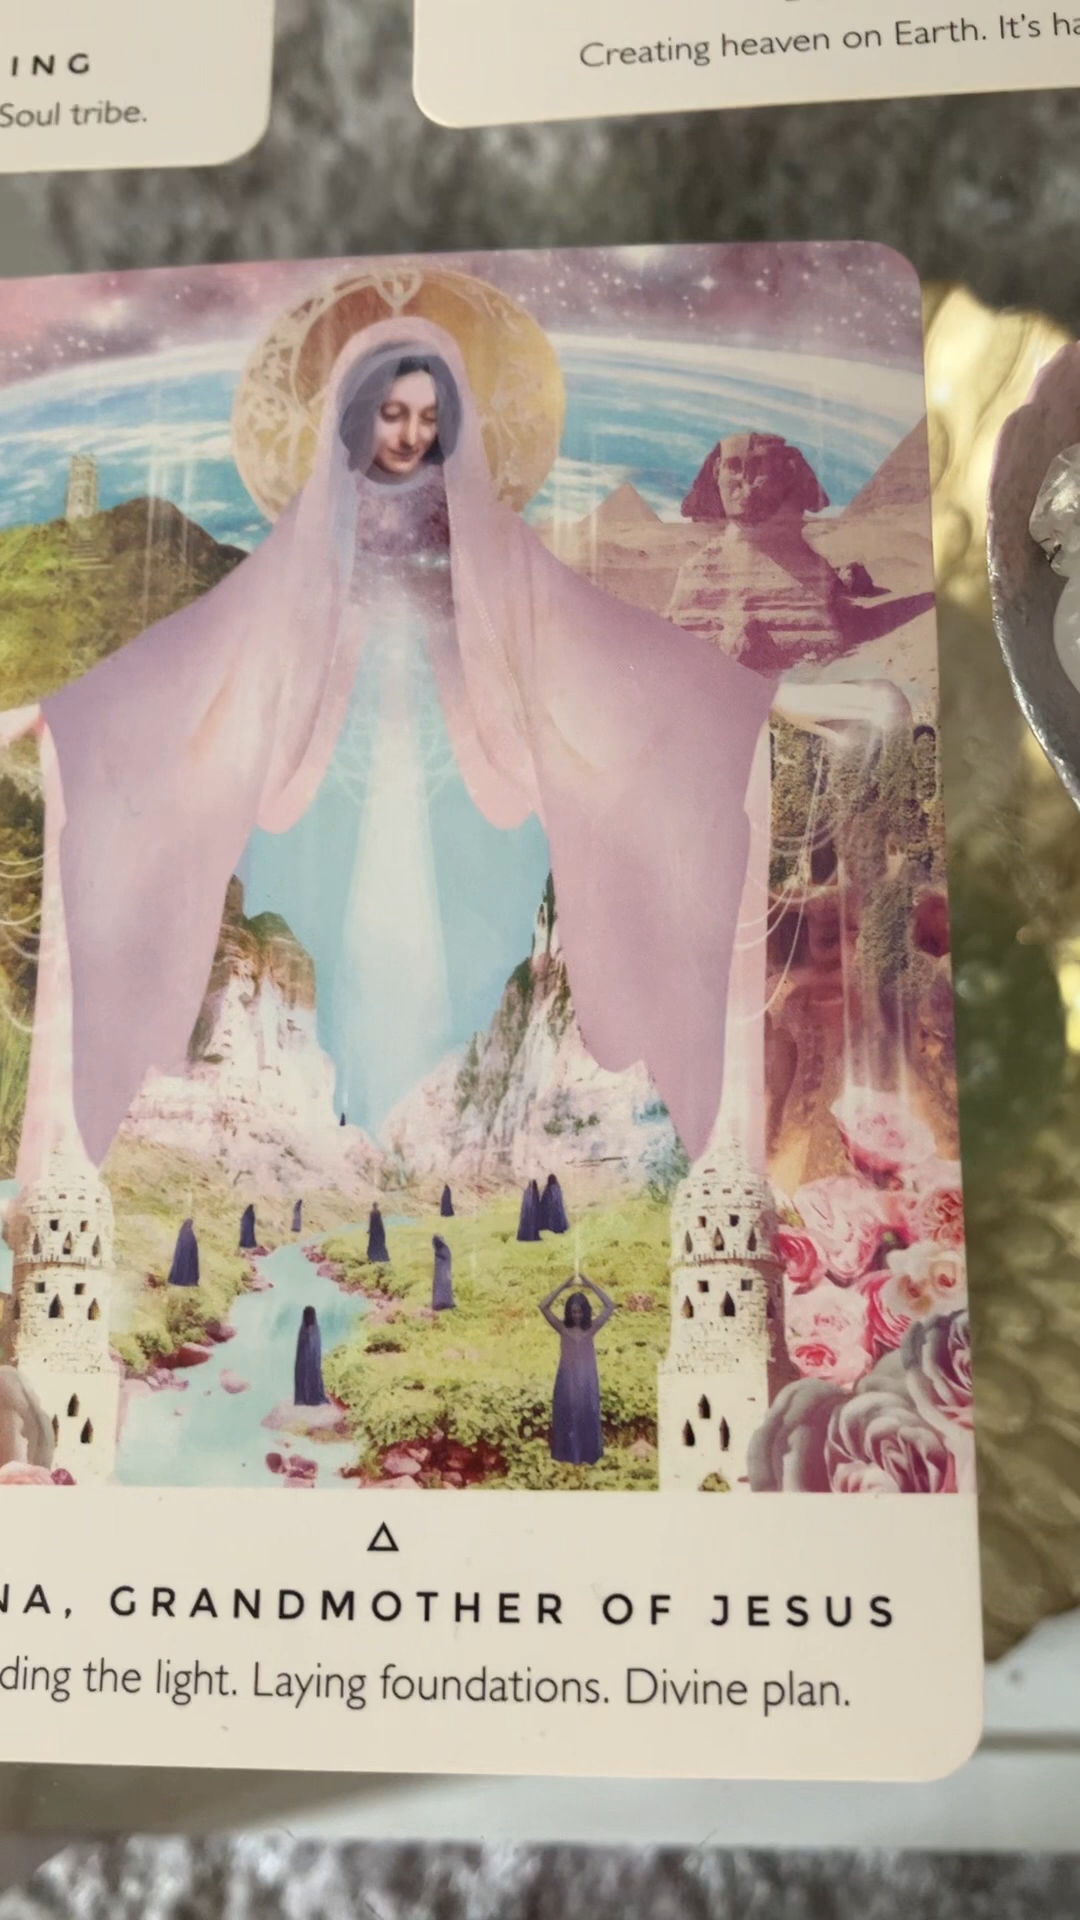 ING
Soul tribe.
Creating heaven on Earth. It's ha
NA, GRANDMOTHER OF JESUS
ding the light. Laying foundations. Divine plan.